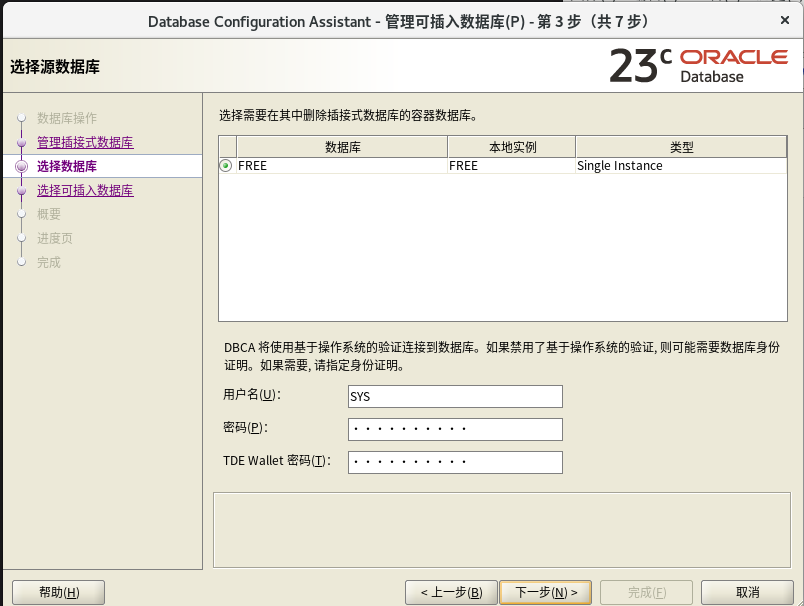 Database Configuration Assistant - 管理可插入数据库(P) - 第 3 步（共 7 步）
×
选择源数据库
23c ORACLE
Database
数据库操作
管理插接式数据库
选择数据库
选择可插入数据库
概要
进度页
完成
选择需要在其中删除插接式数据库的容器数据库。
数据库 本地实例 类型
FREE FREE Single Instance
DBCA 将使用基于操作系统的验证连接到数据库。如果禁用了基于操作系统的验证, 则可能需要数据库身份
证明。如果需要, 请指定身份证明。
用户名(U): SYS
密码(P): ··········
TDE Wallet 密码(T): ··········
帮助(H) < 上一步(B) 下一步(N) > 完成(F) 取消